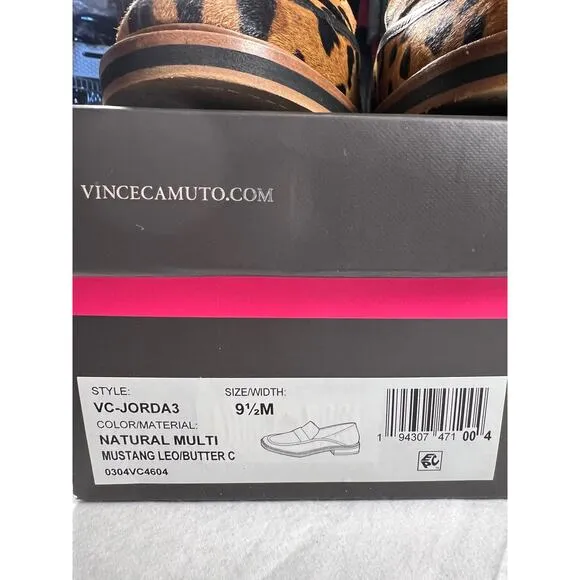 VINCECAMUTO.COM
STYLE: SIZE/WIDTH:
VC-JORDA3 9½M
COLOR/MATERIAL:
NATURAL MULTI
MUSTANG LEO/BUTTER C
0304VC4604
1 94307 471 00 4